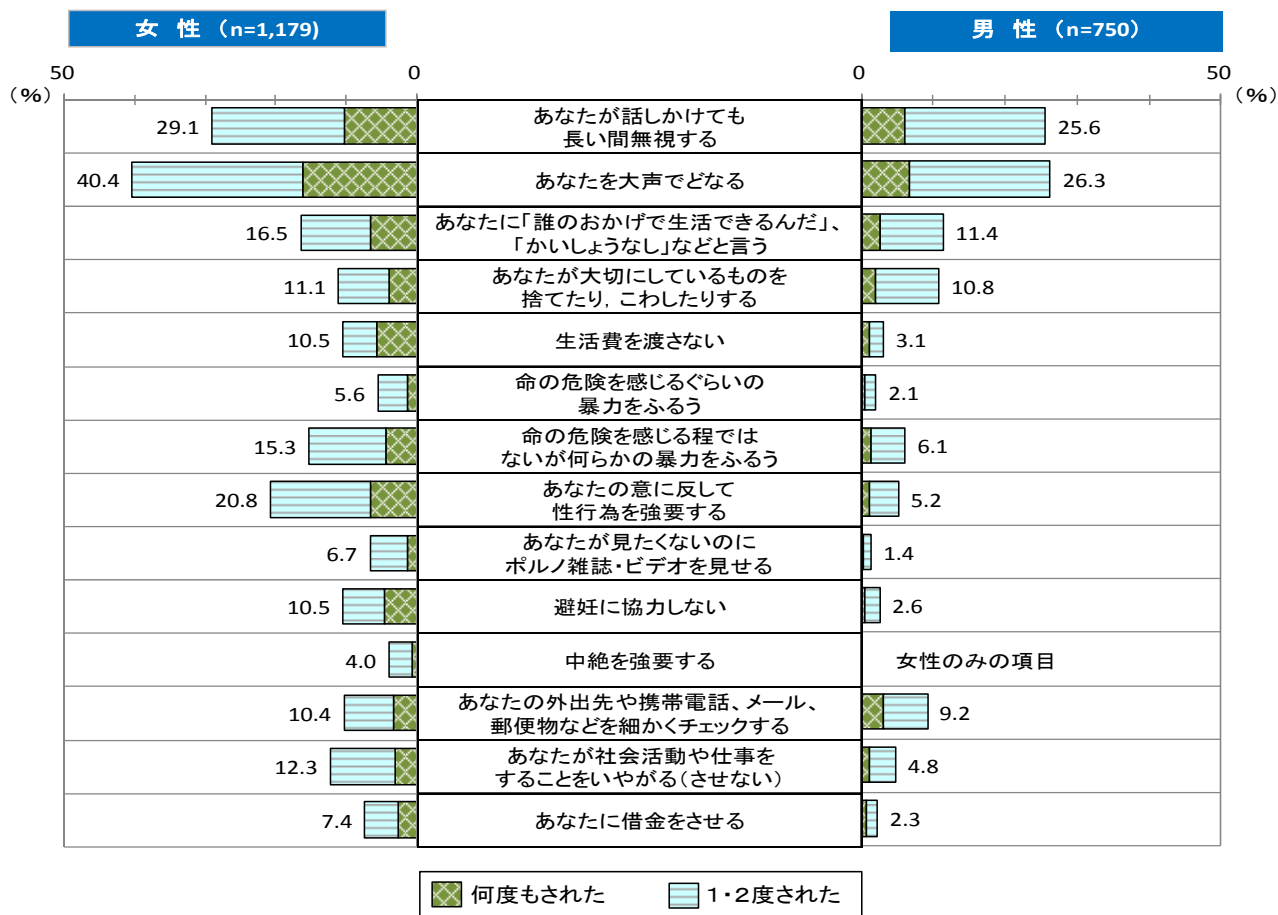 女 性 (n=1,179)
男 性 (n=750)
50
0
0
50
(%)
(%)
29.1
あなたが話しかけても
長い間無視する
25.6
40.4
あなたを大声でどなる
26.3
16.5
あなたに「誰のおかげで生活できるんだ」、
「かいしょうなし」などと言う
11.4
11.1
あなたが大切にしているものを
捨てたり，こわしたりする
10.8
10.5
生活費を渡さない
3.1
5.6
命の危険を感じるぐらいの
暴力をふるう
2.1
15.3
命の危険を感じる程では
ないが何らかの暴力をふるう
6.1
20.8
あなたの意に反して
性行為を強要する
5.2
6.7
あなたが見たくないのに
ポルノ雑誌・ビデオを見せる
1.4
10.5
避妊に協力しない
2.6
4.0
中絶を強要する
女性のみの項目
10.4
あなたの外出先や携帯電話、メール、
郵便物などを細かくチェックする
9.2
12.3
あなたが社会活動や仕事を
することをいやがる(させない)
4.8
7.4
あなたに借金をさせる
2.3
何度もされた
1・2度された